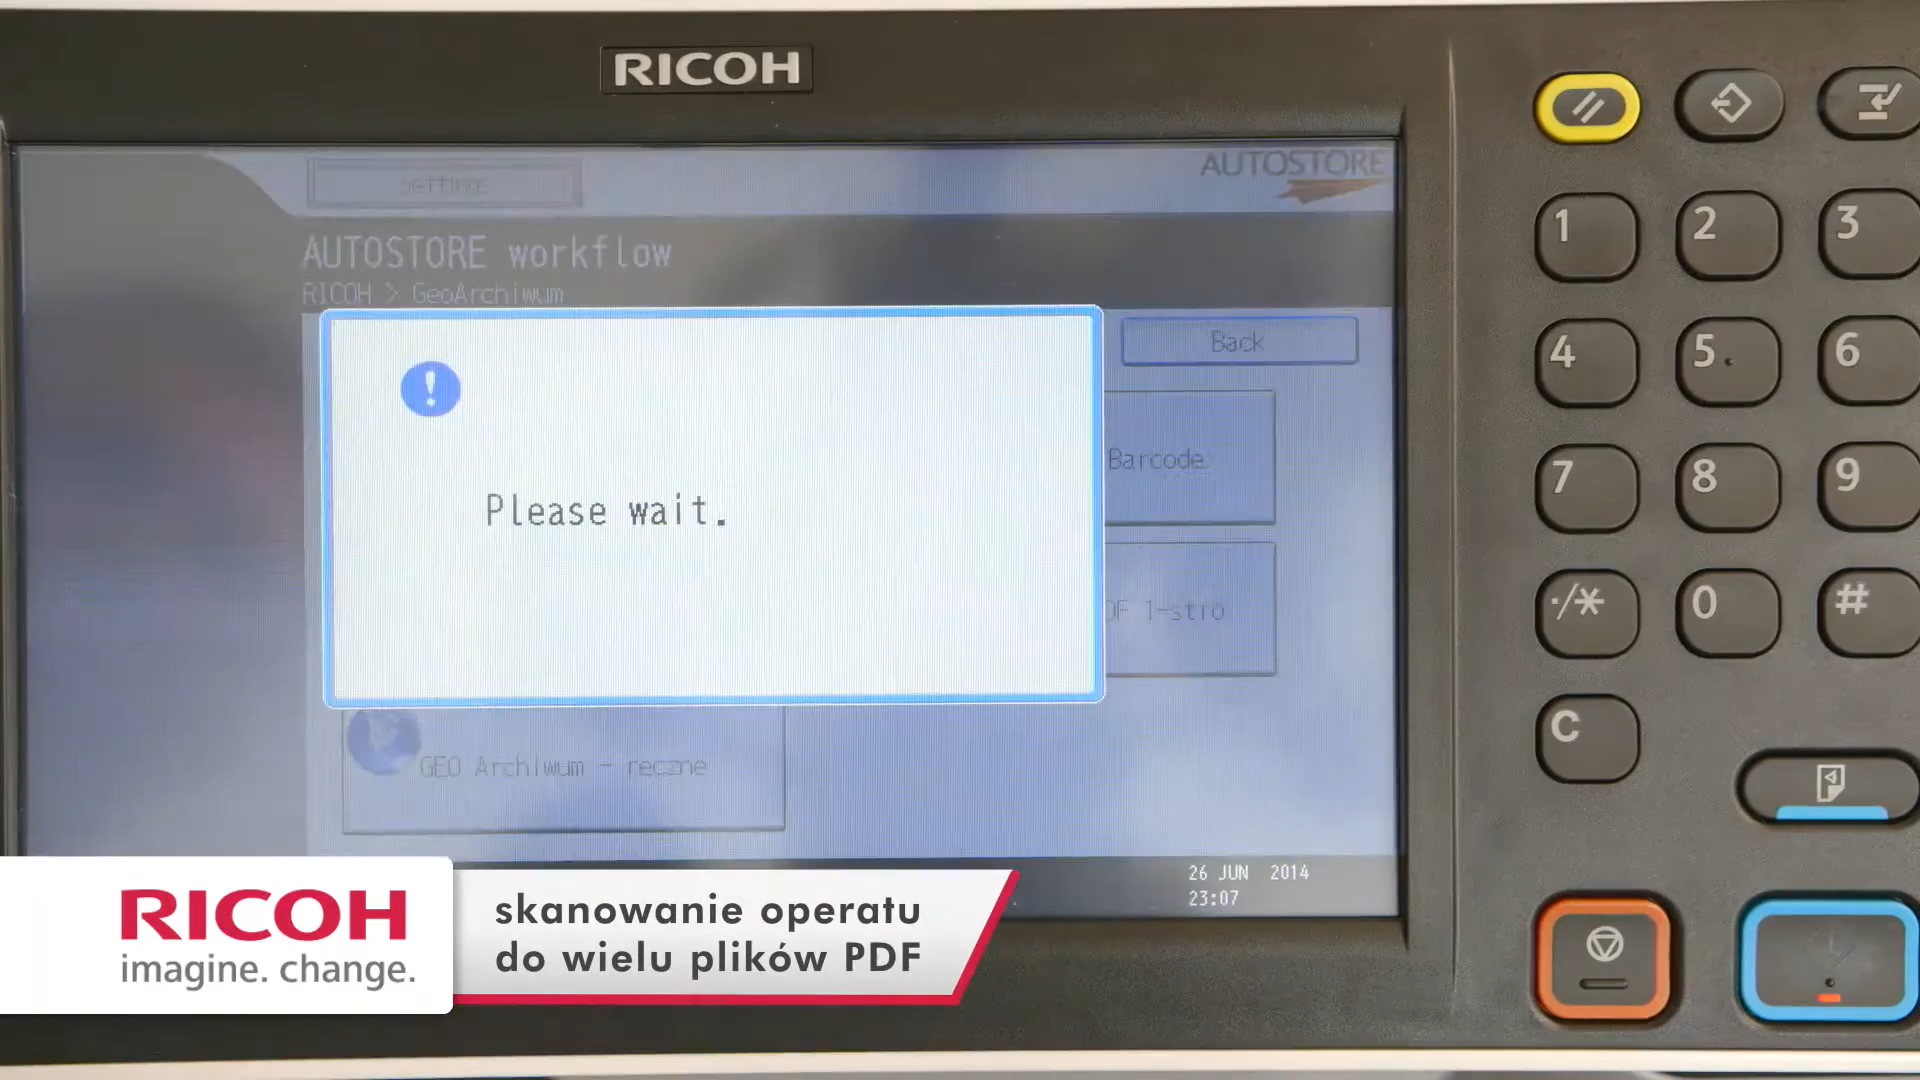 RICOH
Settings
AUTOSTORE
AUTOSTORE workflow
RICOH > GeoArchiwum
Back
Please wait.
Barcode
DF 1-stro
GEO Archiwum - reczne
26 JUN 2014
23:07
1
2
3
4
5
6
7
8
9
./*
0
#
C
RICOH
imagine. change.
skanowanie operatu
do wielu plików PDF